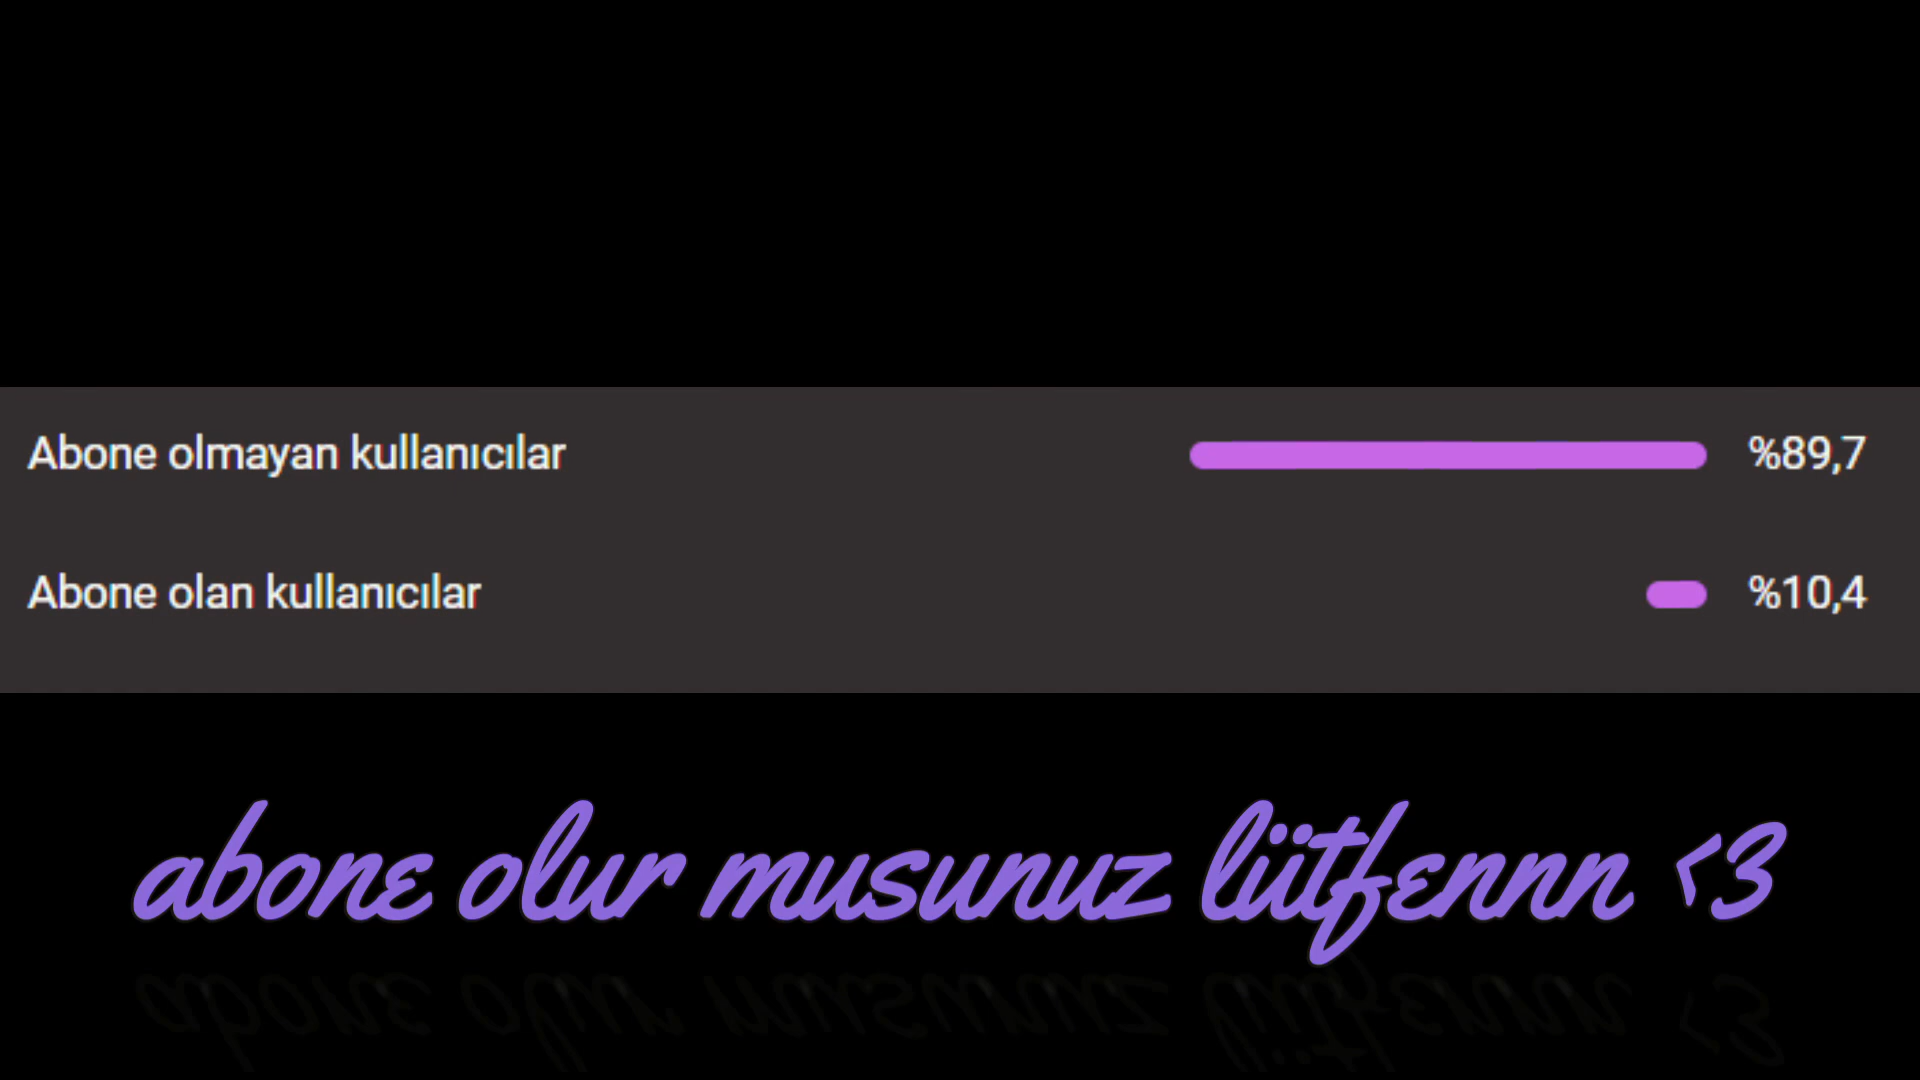 Abone olmayan kullanıcılar %89,7
Abone olan kullanıcılar %10,4
abone olur musunuz lütfennn <3